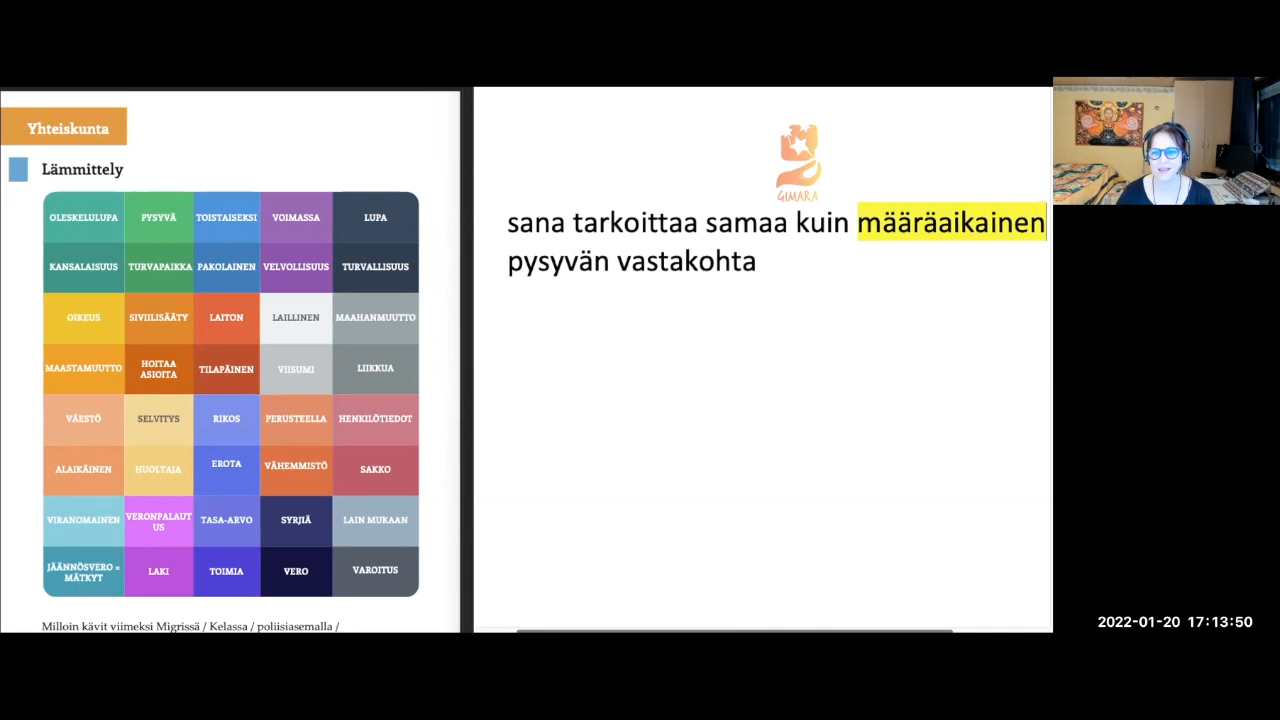 Yhteiskunta
Lämmittely
OLESKELULUPA PYSYVÄ TOISTAISEKSI VOIMASSA LUPA
KANSALAISUUS TURVAPAIKKA PAKOLAINEN VELVOLLISUUS TURVALLISUUS
OIKEUS SIVIILISÄÄTY LAITON LAILLINEN MAAHANMUUTTO
MAASTAMUUTTO HOITAA ASIOITA TILAPÄINEN VIISUMI LIIKKUA
VÄESTÖ SELVITYS RIKOS PERUSTEELLA HENKILÖTIEDOT
ALAIKÄINEN HUOLTAJA EROTA VÄHEMMISTÖ SAKKO
VIRANOMAINEN VERONPALAUT
US TASA-ARVO SYRJIÄ LAIN MUKAAN
JÄÄNNÖSVERO =
MÄTKYT LAKI TOIMIA VERO VAROITUS
Milloin kävit viimeksi Migrissä / Kelassa / poliisiasemalla /
GIMARA
sana tarkoittaa samaa kuin määräaikainen
pysyvän vastakohta
2022-01-20 17:13:50